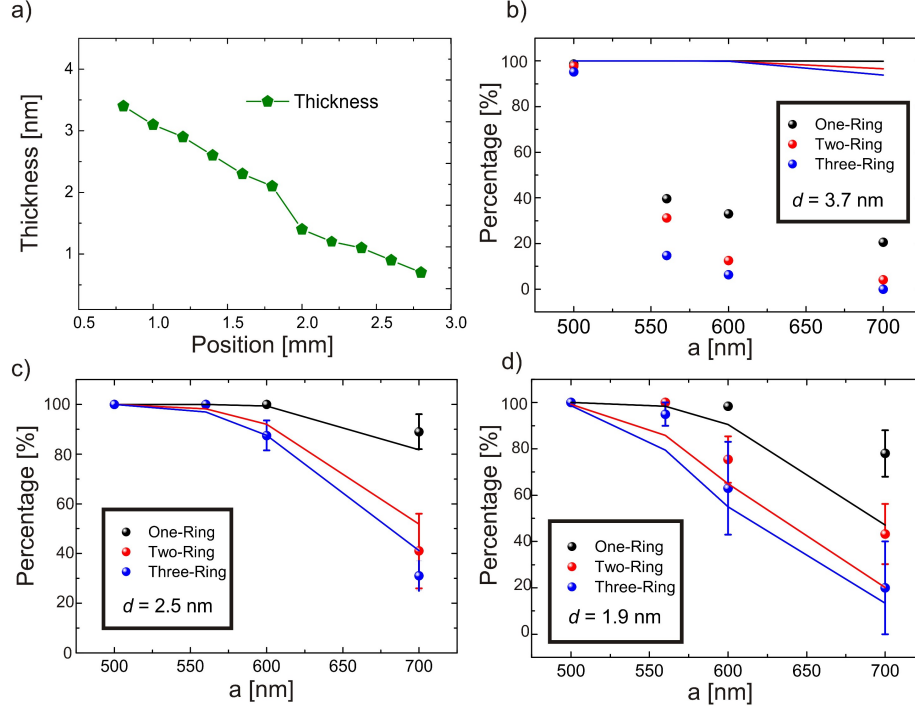 a)
Thickness [nm]
4
3
2
1
Thickness
0.5 1.0 1.5 2.0 2.5 3.0
Position [mm]
b)
Percentage [%]
100
80
60
40
20
0
One-Ring
Two-Ring
Three-Ring
d = 3.7 nm
500 550 600 650 700
a [nm]
c)
Percentage [%]
100
80
60
40
20
0
One-Ring
Two-Ring
Three-Ring
d = 2.5 nm
500 550 600 650 700
a [nm]
d)
Percentage [%]
100
80
60
40
20
0
One-Ring
Two-Ring
Three-Ring
d = 1.9 nm
500 550 600 650 700
a [nm]